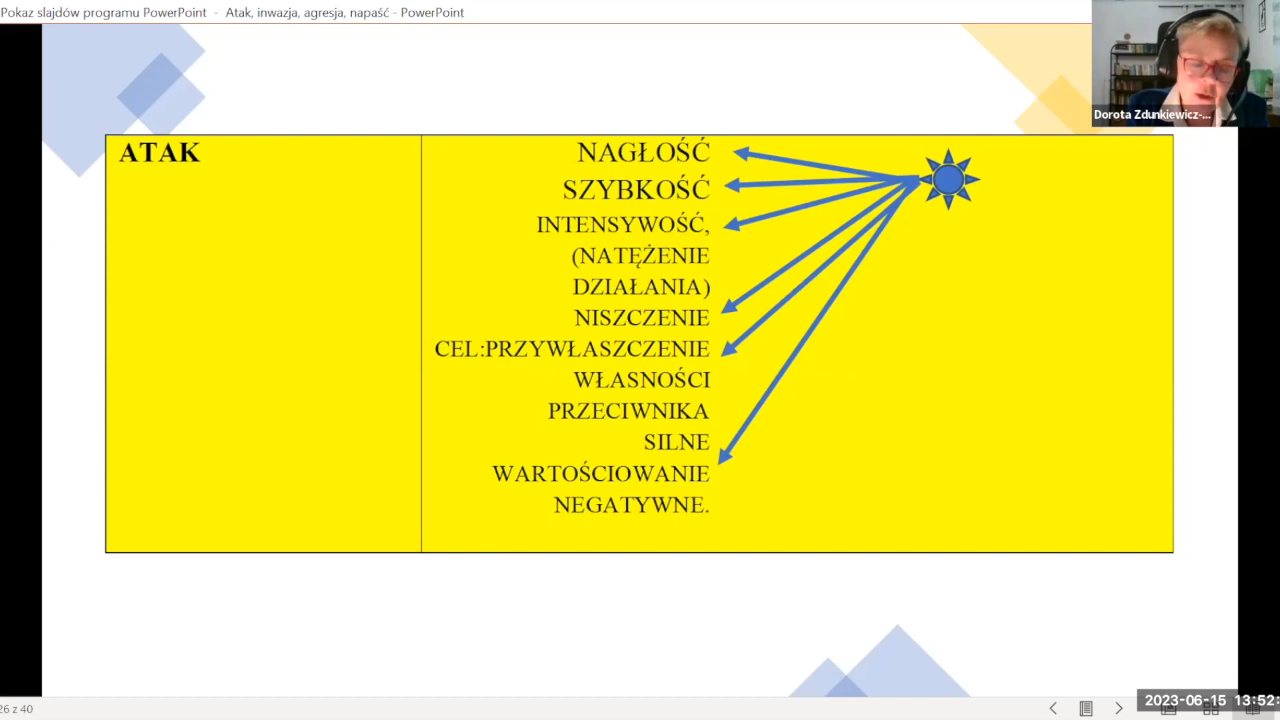 Pokaz slajdów programu PowerPoint - Atak, inwazja, agresja, napaść - PowerPoint
Dorota Zdunkiewicz-...
ATAK
NAGŁOŚĆ
SZYBKOŚĆ
INTENSYWOŚĆ,
(NATĘŻENIE
DZIAŁANIA)
NISZCZENIE
CEL:PRZYWŁASZCZENIE
WŁASNOŚCI
PRZECIWNIKA
SILNE
WARTOŚCIOWANIE
NEGATYWNE.
26 z 40
2023-06-15 13:52: